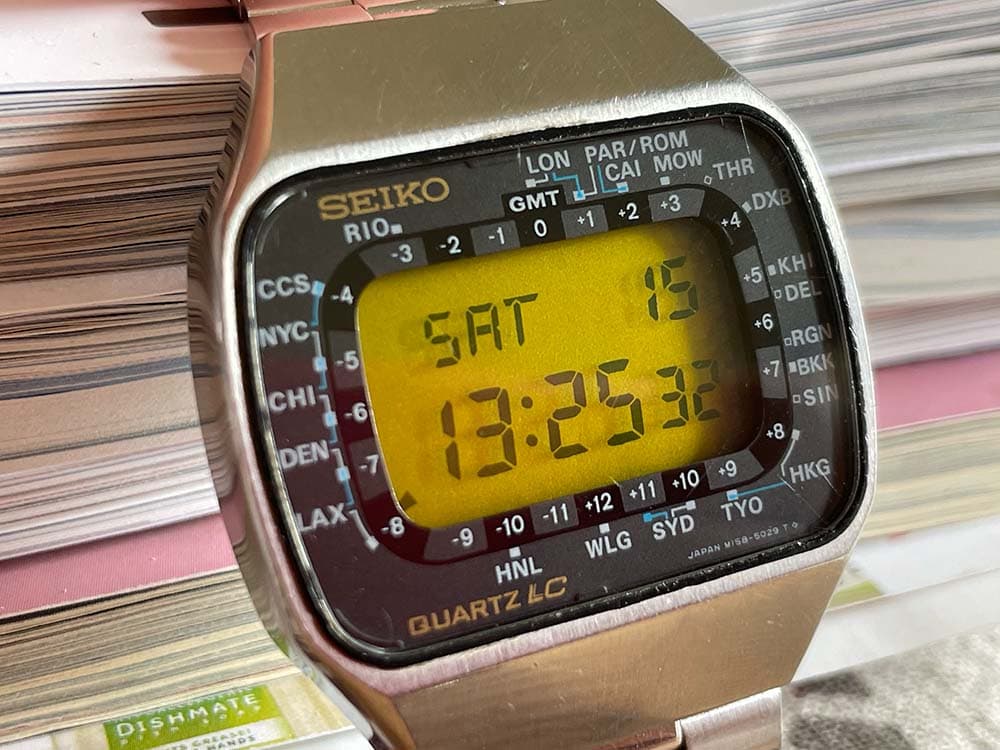 SEIKO
LON
PAR/ROM
CAI
MOW
THR
DXB
KHI
DEL
RGN
BKK
SIN
HKG
TYO
SYD
WLG
HNL
LAX
DEN
CHI
NYC
CCS
RIO
GMT
0
+1
+2
+3
+4
+5
+6
+7
+8
+9
+10
+11
+12
-11
-10
-9
-8
-7
-6
-5
-4
-3
-2
-1
SAT 15
13:25 32
JAPAN M158-5029 T
QUARTZ LC
DISHMATE